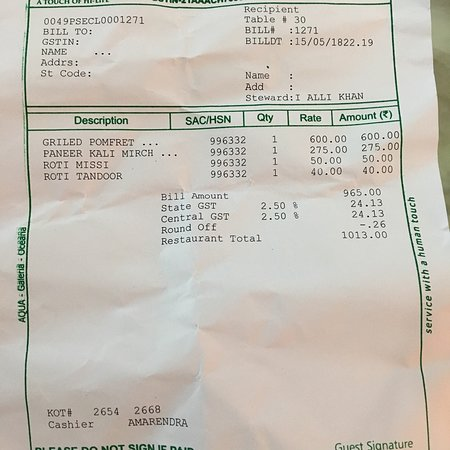 A TOUCH OF HI-LIFE
0049PSECL0001271
BILL TO:
GSTIN:
NAME ...
Addrs:
St Code:
Recipient
Table # 30
BILL# :1271
BILLDT :15/05/1822.19
Name :
Add :
Steward:I ALLI KHAN
Description SAC/HSN Qty Rate Amount (₹)
GRILED POMFRET ... 996332 1 600.00 600.00
PANEER KALI MIRCH ... 996332 1 275.00 275.00
ROTI MISSI 996332 1 50.00 50.00
ROTI TANDOOR 996332 1 40.00 40.00
Bill Amount 965.00
State GST 2.50 % 24.13
Central GST 2.50 % 24.13
Round Off -.26
Restaurant Total 1013.00
AQUA - Galeria - Oceana
service with a human touch
KOT# 2654 2668
Cashier AMARENDRA
PLEASE DO NOT SIGN IF PAID
Guest Signature